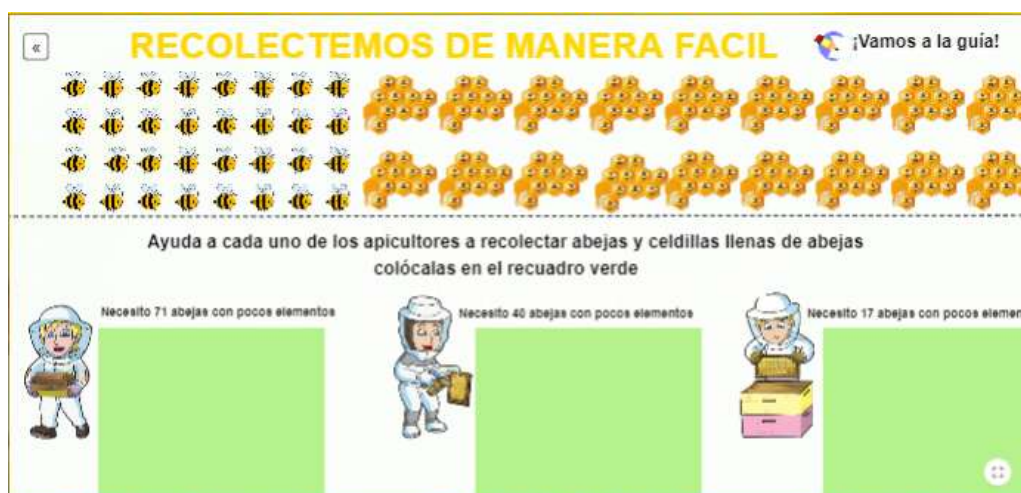 «
RECOLECTEMOS DE MANERA FACIL
¡Vamos a la guía!
Ayuda a cada uno de los apicultores a recolectar abejas y celdillas llenas de abejas
colócalas en el recuadro verde
Necesito 71 abejas con pocos elementos
Necesito 40 abejas con pocos elementos
Necesito 17 abejas con pocos elemen